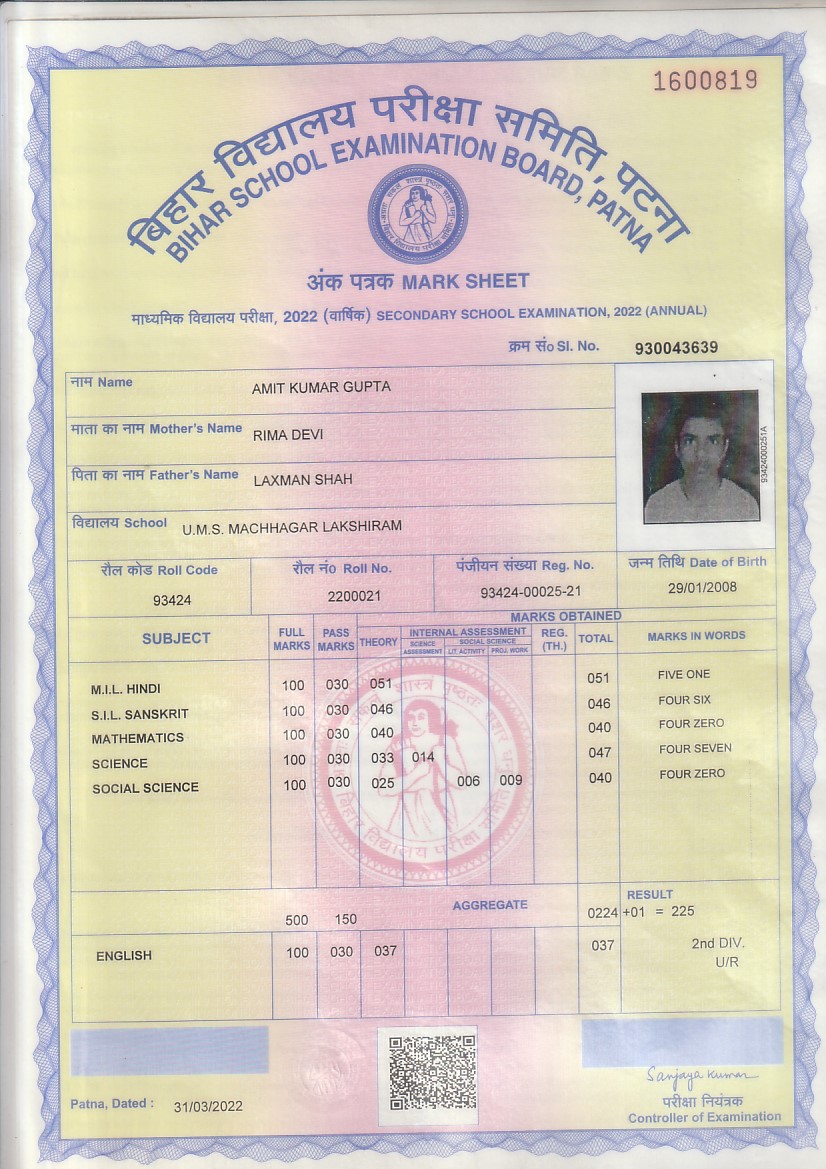 1600819
बिहार विद्यालय परीक्षा समिति, पटना
BIHAR SCHOOL EXAMINATION BOARD, PATNA
अंक पत्रक MARK SHEET
माध्यमिक विद्यालय परीक्षा, 2022 (वार्षिक) SECONDARY SCHOOL EXAMINATION, 2022 (ANNUAL)
क्रम सं० Sl. No. 930043639
नाम Name AMIT KUMAR GUPTA
माता का नाम Mother's Name RIMA DEVI
पिता का नाम Father's Name LAXMAN SHAH
विद्यालय School U.M.S. MACHHAGAR LAKSHIRAM
93424000251A
रौल कोड Roll Code रौल नं० Roll No. पंजीयन संख्या Reg. No. जन्म तिथि Date of Birth
93424 2200021 93424-00025-21 29/01/2008
MARKS OBTAINED
SUBJECT FULL MARKS PASS MARKS THEORY INTERNAL ASSESSMENT REG. (TH.) TOTAL MARKS IN WORDS
SCIENCE ASSESSMENT SOCIAL SCIENCE LIT. ACTIVITY PROJ. WORK
M.I.L. HINDI 100 030 051 051 FIVE ONE
S.I.L. SANSKRIT 100 030 046 046 FOUR SIX
MATHEMATICS 100 030 040 040 FOUR ZERO
SCIENCE 100 030 033 014 047 FOUR SEVEN
SOCIAL SCIENCE 100 030 025 006 009 040 FOUR ZERO
AGGREGATE RESULT
500 150 0224 +01 = 225
ENGLISH 100 030 037 037 2nd DIV.
U/R
Sanjaya Kumar
Patna, Dated : 31/03/2022
परीक्षा नियंत्रक
Controller of Examination